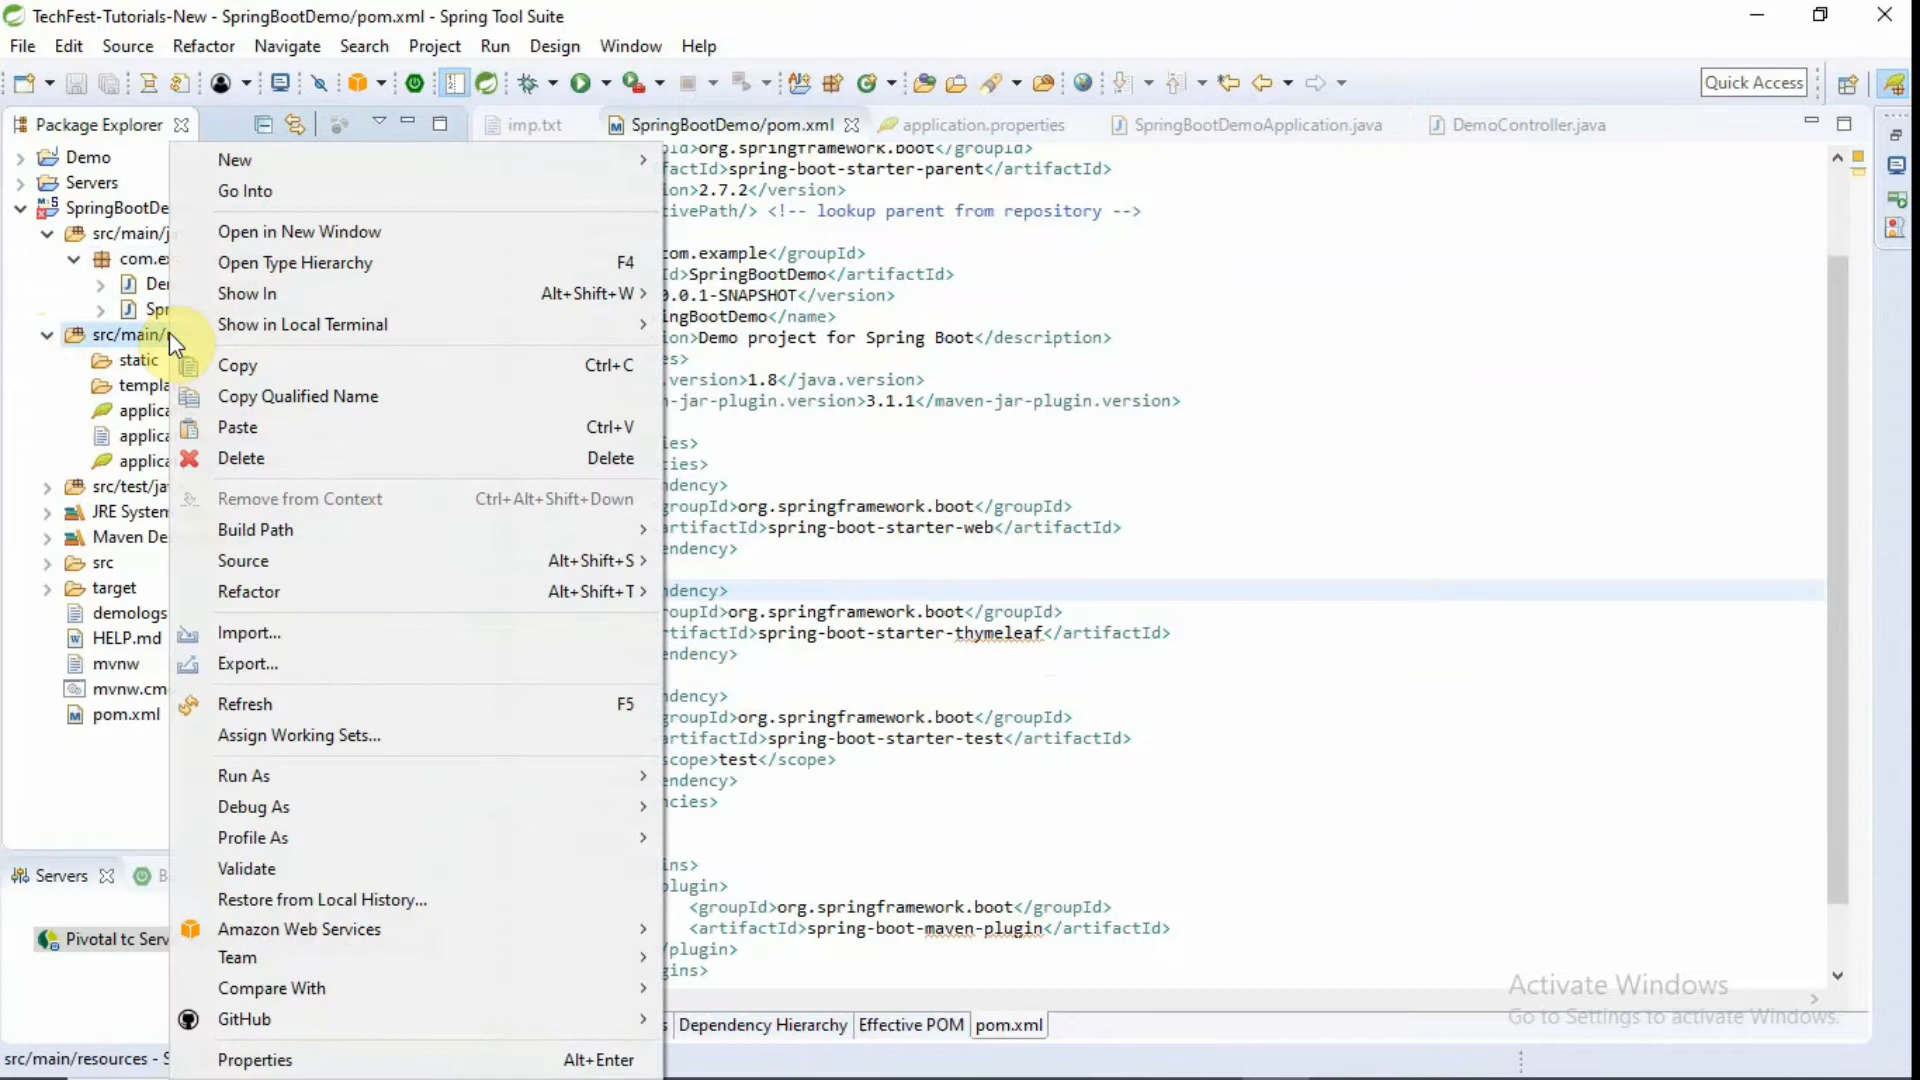 TechFest-Tutorials-New - SpringBootDemo/pom.xml - Spring Tool Suite
File Edit Source Refactor Navigate Search Project Run Design Window Help
Quick Access
Package Explorer
imp.txt SpringBootDemo/pom.xml application.properties SpringBootDemoApplication.java DemoController.java
Demo
Servers
SpringBootDe
src/main/j
com.ex
De
Spr
src/main/
static
templa
applica
applica
applica
src/test/ja
JRE System
Maven De
src
target
demologs
HELP.md
mvnw
mvnw.cm
pom.xml
Servers
Pivotal tc Serv
New
Go Into
Open in New Window
Open Type Hierarchy F4
Show In Alt+Shift+W
Show in Local Terminal
Copy Ctrl+C
Copy Qualified Name
Paste Ctrl+V
Delete Delete
Remove from Context Ctrl+Alt+Shift+Down
Build Path
Source Alt+Shift+S
Refactor Alt+Shift+T
Import...
Export...
Refresh F5
Assign Working Sets...
Run As
Debug As
Profile As
Validate
Restore from Local History...
Amazon Web Services
Team
Compare With
GitHub
Properties Alt+Enter
Id>org.springframework.boot</groupId>
factId>spring-boot-starter-parent</artifactId>
ion>2.7.2</version>
tivePath/> <!-- lookup parent from repository -->
com.example</groupId>
Id>SpringBootDemo</artifactId>
.0.1-SNAPSHOT</version>
ingBootDemo</name>
ion>Demo project for Spring Boot</description>
es>
version>1.8</java.version>
-jar-plugin.version>3.1.1</maven-jar-plugin.version>
ies>
cies>
ndency>
groupId>org.springframework.boot</groupId>
artifactId>spring-boot-starter-web</artifactId>
endency>
ndency>
oupId>org.springframework.boot</groupId>
tifactId>spring-boot-starter-thymeleaf</artifactId>
endency>
ndency>
groupId>org.springframework.boot</groupId>
artifactId>spring-boot-starter-test</artifactId>
scope>test</scope>
endency>
ncies>
ins>
plugin>
<groupId>org.springframework.boot</groupId>
<artifactId>spring-boot-maven-plugin</artifactId>
/plugin>
gins>
Activate Windows
Go to Settings to activate Windows.
s Dependency Hierarchy Effective POM pom.xml
src/main/resources - S